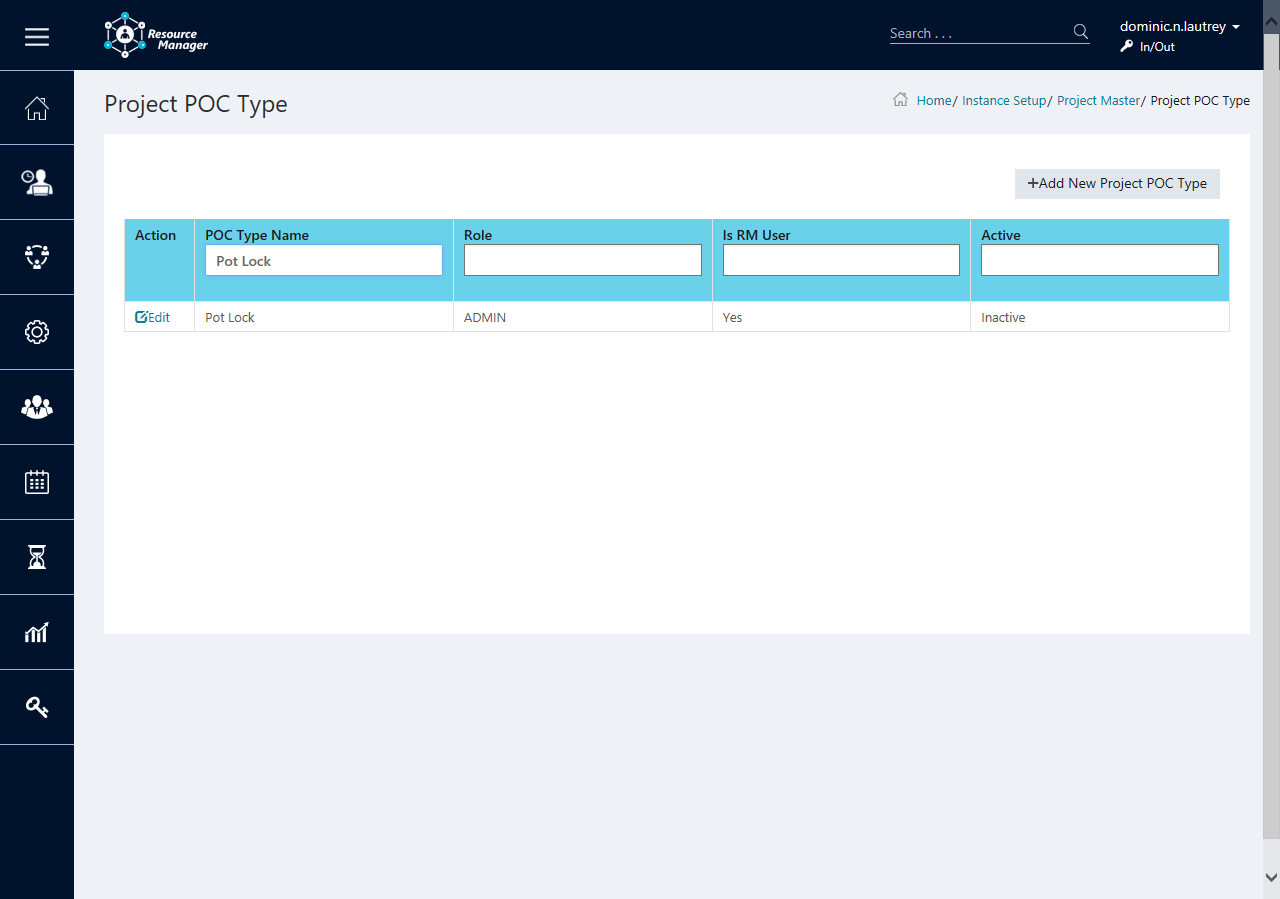 Resource
Manager
Search . . .
dominic.n.lautrey
In/Out
Project POC Type
Home/ Instance Setup/ Project Master/ Project POC Type
+Add New Project POC Type
Action POC Type Name Role Is RM User Active
Pot Lock
Edit Pot Lock ADMIN Yes Inactive